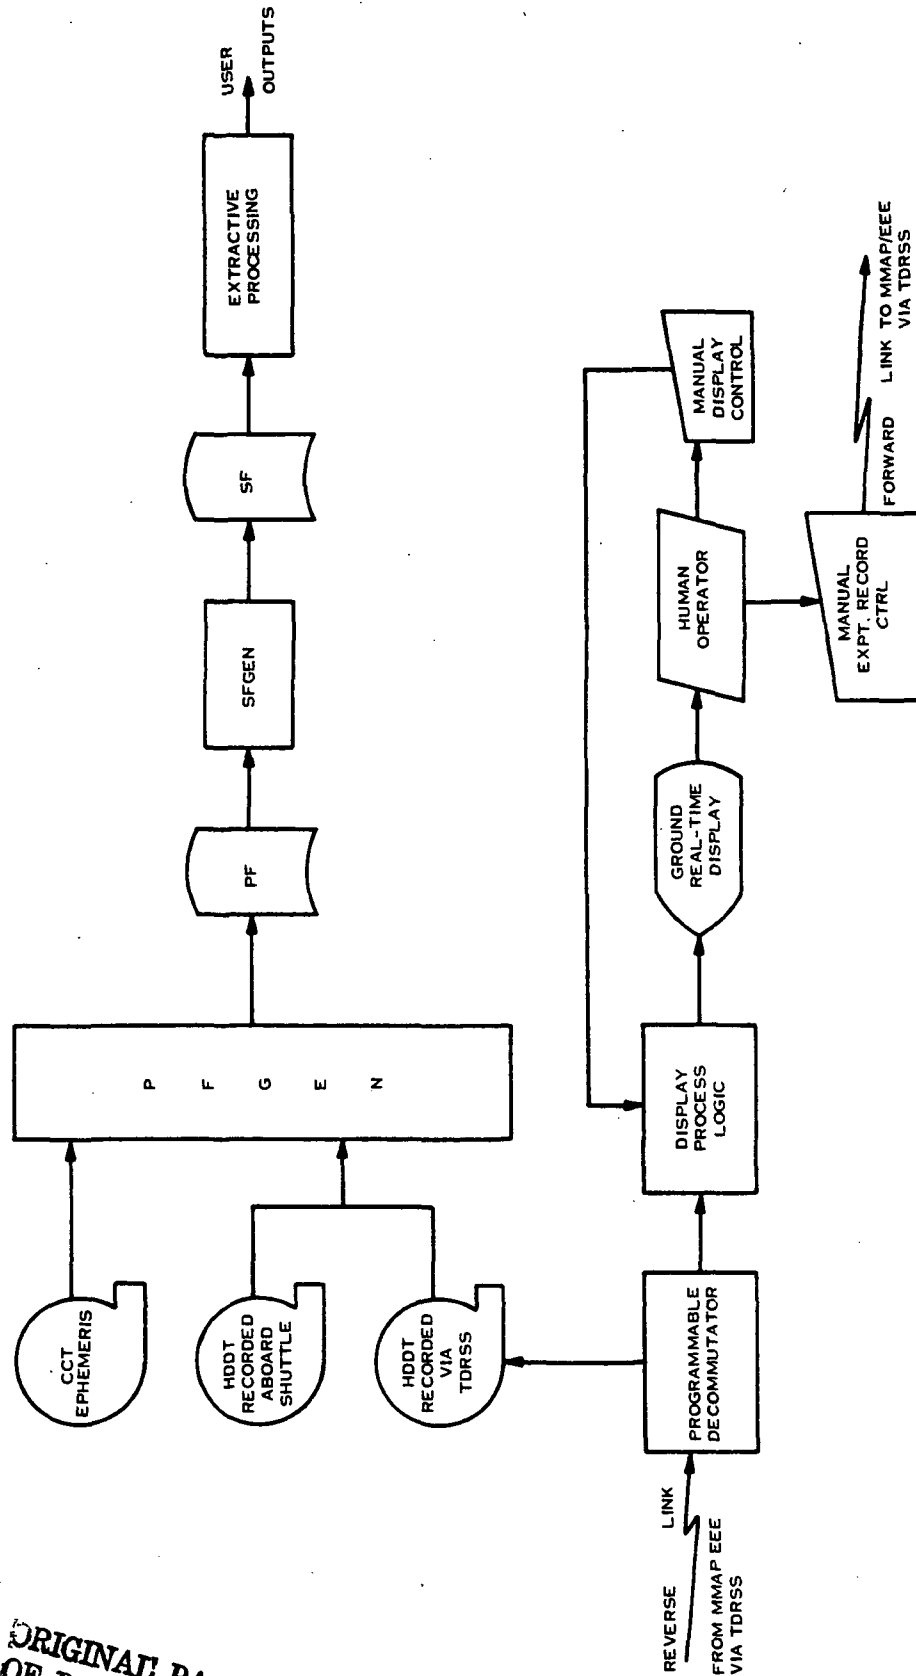 CCT
EPHEMERIS
HDDT
RECORDED
ABOARD
SHUTTLE
HDDT
RECORDED
VIA
TDRSS
PFGEN
PF
SFGEN
SF
EXTRACTIVE
PROCESSING
USER
OUTPUTS
REVERSE LINK
FROM MMAP EEE
VIA TDRSS
PROGRAMMABLE
DECOMMUTATOR
DISPLAY
PROCESS
LOGIC
GROUND
REAL-TIME
DISPLAY
HUMAN
OPERATOR
MANUAL
DISPLAY
CONTROL
MANUAL
EXPT. RECORD
CTRL
FORWARD LINK TO MMAP/EEE
VIA TDRSS
ORIGINAL
OF